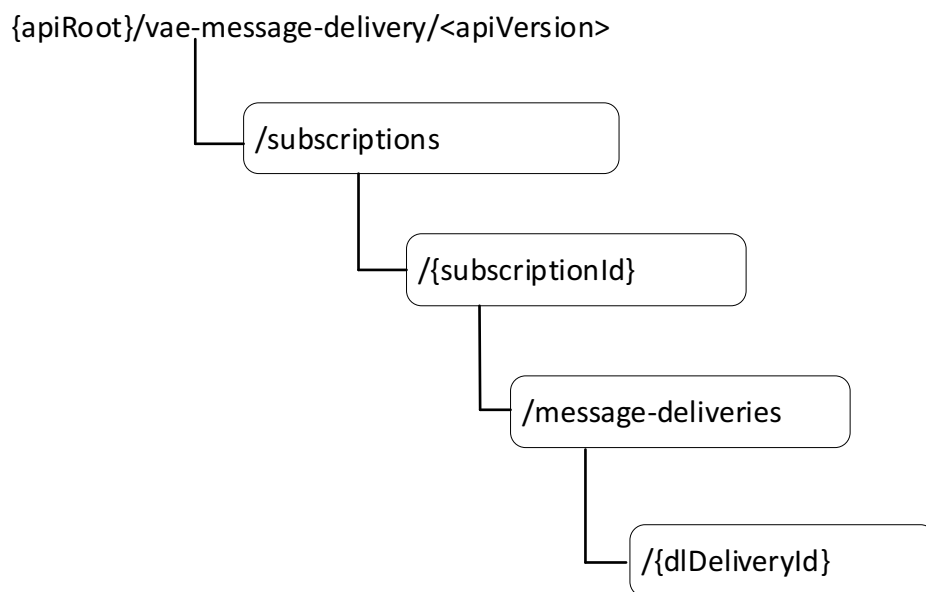 {apiRoot}/vae-message-delivery/<apiVersion>
/subscriptions
/{subscriptionId}
/message-deliveries
/{dlDeliveryId}